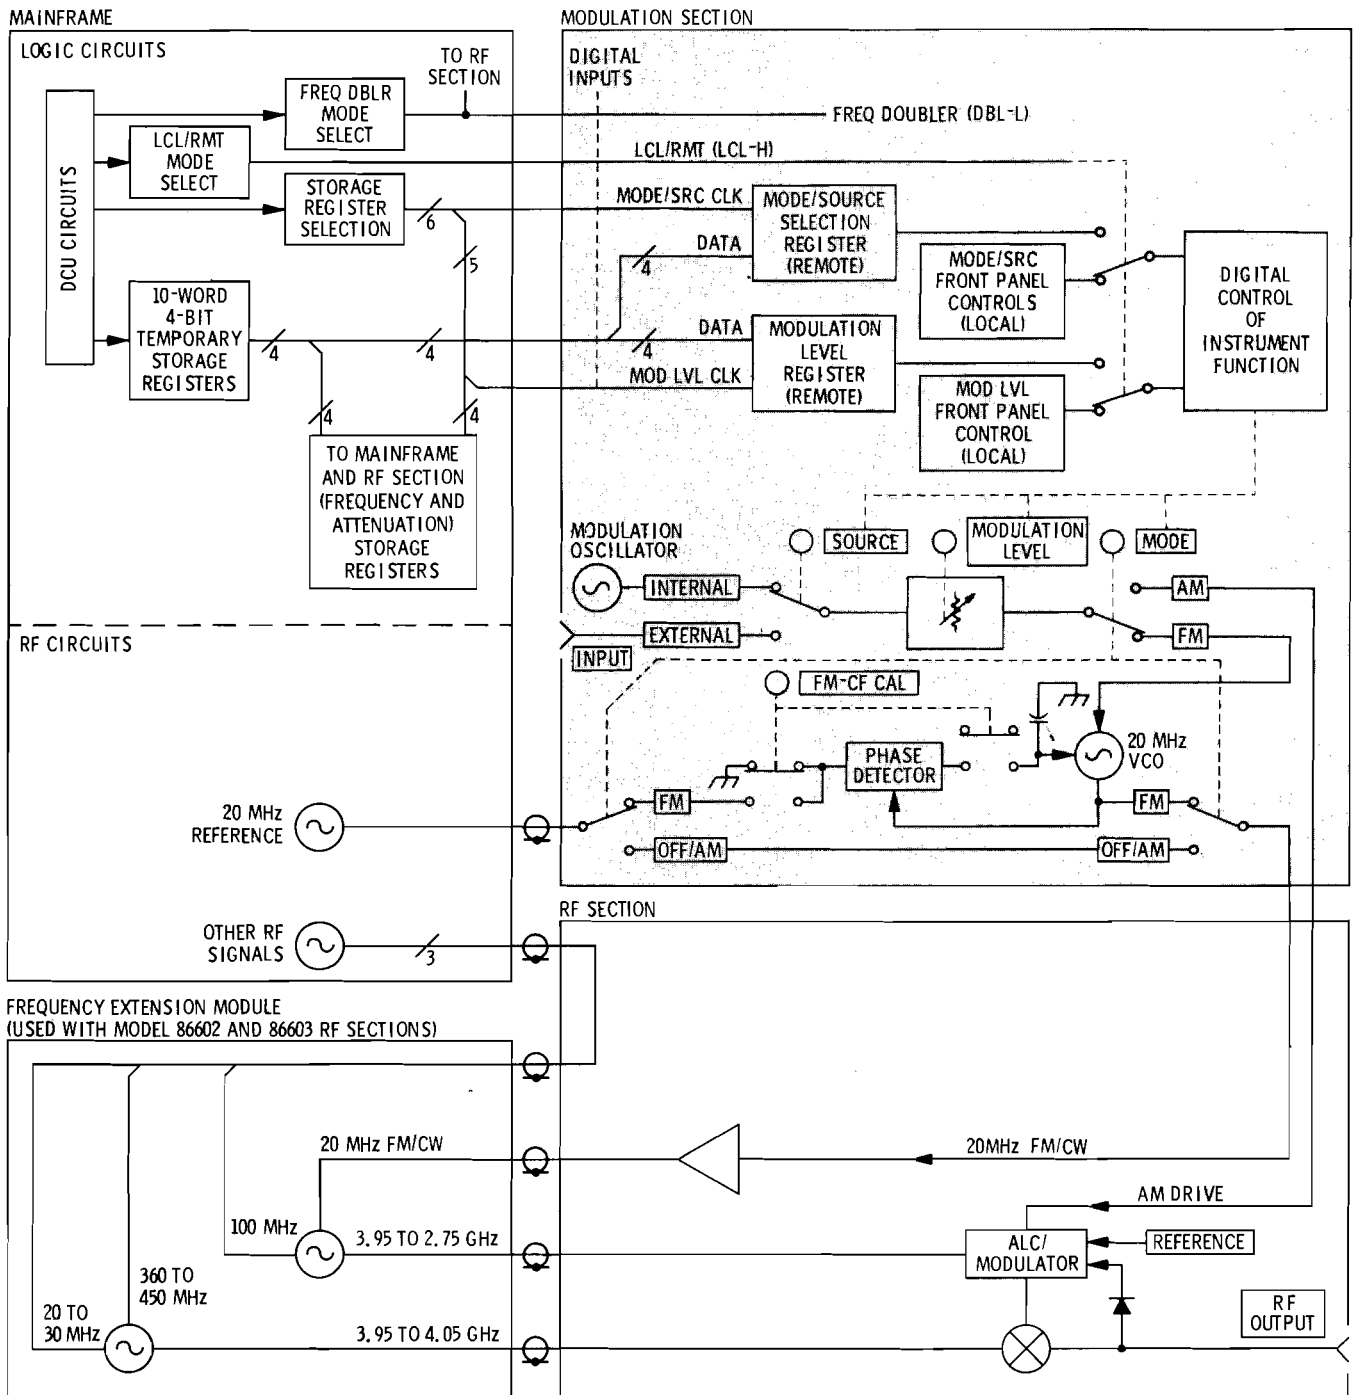 MAINFRAME
LOGIC CIRCUITS
DCU CIRCUITS
FREQ DBLR
MODE
SELECT
TO RF
SECTION
LCL/RMT
MODE
SELECT
STORAGE
REGISTER
SELECTION
6
5
10-WORD
4-BIT
TEMPORARY
STORAGE
REGISTERS
4
4
4
4
TO MAINFRAME
AND RF SECTION
(FREQUENCY AND
ATTENUATION)
STORAGE
REGISTERS
RF CIRCUITS
20 MHz
REFERENCE
OTHER RF
SIGNALS
3
MODULATION SECTION
DIGITAL
INPUTS
FREQ DOUBLER (DBL-L)
LCL/RMT (LCL-H)
MODE/SRC CLK
DATA
4
MODE/SOURCE
SELECTION
REGISTER
(REMOTE)
MODE/SRC
FRONT PANEL
CONTROLS
(LOCAL)
DIGITAL
CONTROL
OF
INSTRUMENT
FUNCTION
DATA
4
MOD LVL CLK
MODULATION
LEVEL
REGISTER
(REMOTE)
MOD LVL
FRONT PANEL
CONTROL
(LOCAL)
MODULATION
OSCILLATOR
SOURCE
MODULATION
LEVEL
MODE
INTERNAL
EXTERNAL
INPUT
AM
FM
FM-CF CAL
PHASE
DETECTOR
20 MHz
VCO
FM
FM
OFF/AM
OFF/AM
FREQUENCY EXTENSION MODULE
(USED WITH MODEL 86602 AND 86603 RF SECTIONS)
20 MHz FM/CW
100 MHz
3.95 TO 2.75 GHz
360 TO
450 MHz
20 TO
30 MHz
3.95 TO 4.05 GHz
RF SECTION
20MHz FM/CW
AM DRIVE
ALC/
MODULATOR
REFERENCE
RF
OUTPUT